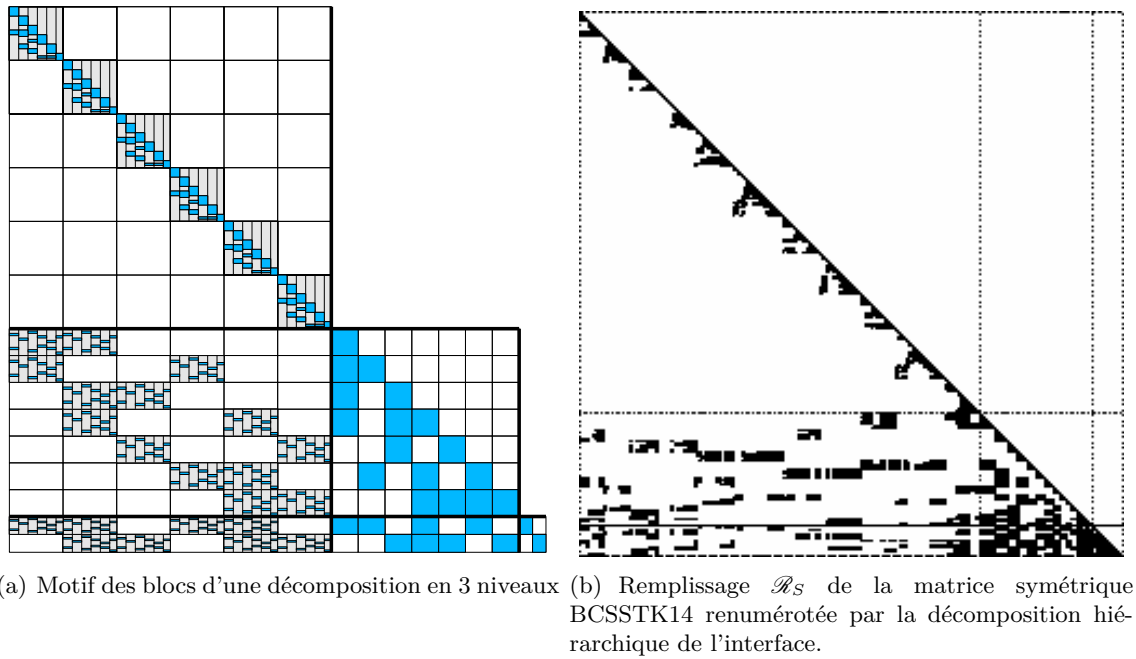 (a) Motif des blocs d'une décomposition en 3 niveaux
(b) Remplissage ℛS de la matrice symétrique
BCSSTK14 renumérotée par la décomposition hié-
rarchique de l'interface.